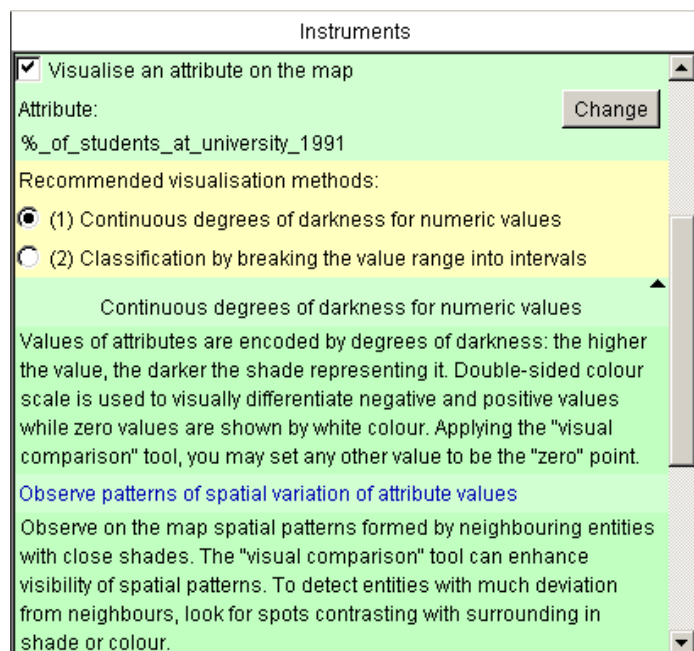 Instruments
Visualise an attribute on the map
Attribute:
Change
%_of_students_at_university_1991
Recommended visualisation methods:
(1) Continuous degrees of darkness for numeric values
(2) Classification by breaking the value range into intervals
Continuous degrees of darkness for numeric values
Values of attributes are encoded by degrees of darkness: the higher
the value, the darker the shade representing it. Double-sided colour
scale is used to visually differentiate negative and positive values
while zero values are shown by white colour. Applying the "visual
comparison" tool, you may set any other value to be the "zero" point.
Observe patterns of spatial variation of attribute values
Observe on the map spatial patterns formed by neighbouring entities
with close shades. The "visual comparison" tool can enhance
visibility of spatial patterns. To detect entities with much deviation
from neighbours, look for spots contrasting with surrounding in
shade or colour.